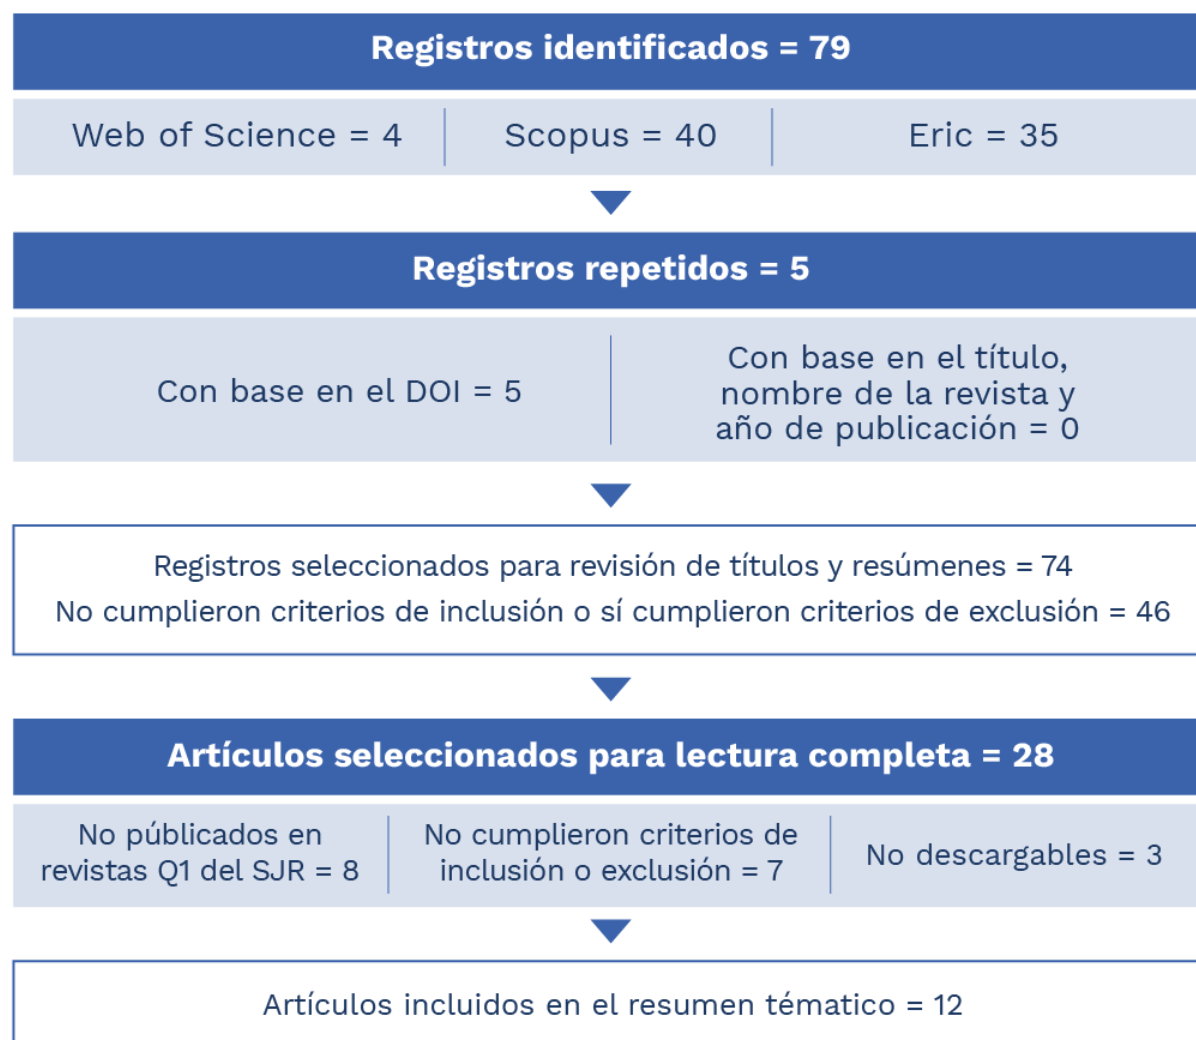 Registros identificados = 79
Web of Science = 4
Scopus = 40
Eric = 35
Registros repetidos = 5
Con base en el DOI = 5
Con base en el título,
nombre de la revista y
año de publicación = 0
Registros seleccionados para revisión de títulos y resúmenes = 74
No cumplieron criterios de inclusión o sí cumplieron criterios de exclusión = 46
Artículos seleccionados para lectura completa = 28
No públicados en
revistas Q1 del SJR = 8
No cumplieron criterios de
inclusión o exclusión = 7
No descargables = 3
Artículos incluidos en el resumen témático = 12